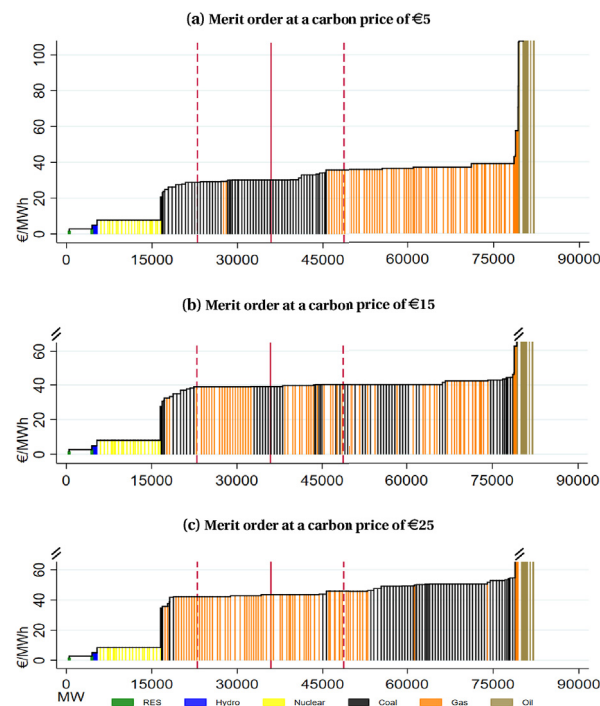 (a) Merit order at a carbon price of €5
100
80
60
40
20
0
€/MWh
0 15000 30000 45000 60000 75000 90000
(b) Merit order at a carbon price of €15
60
40
20
0
€/MWh
0 15000 30000 45000 60000 75000 90000
(c) Merit order at a carbon price of €25
60
40
20
0
€/MWh
0 15000 30000 45000 60000 75000 90000
MW
RES Hydro Nuclear Coal Gas Oil